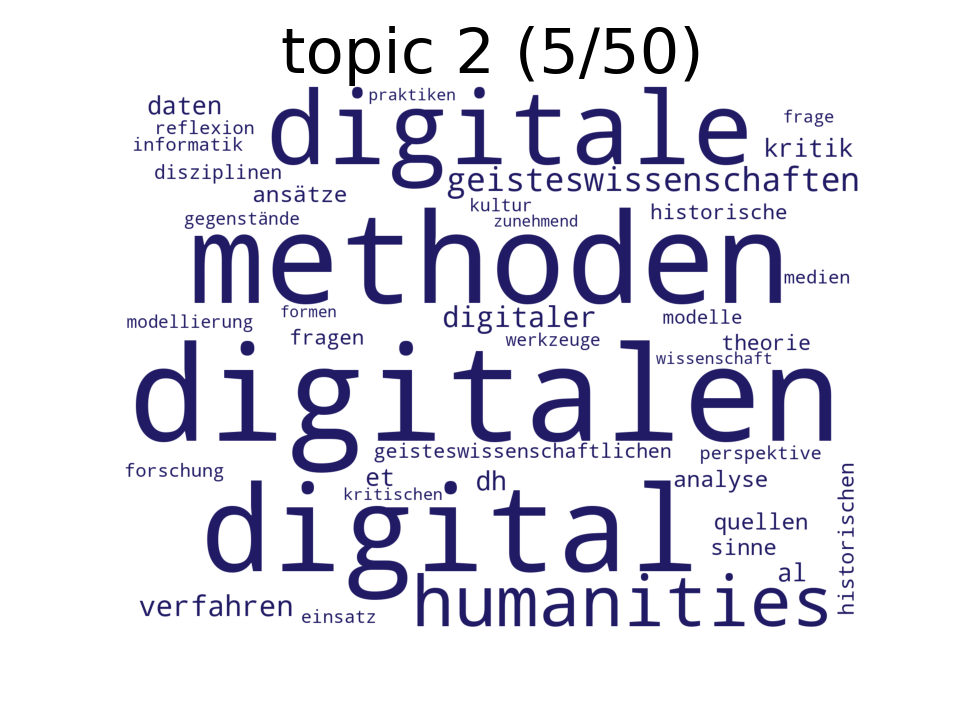 topic 2 (5/50)
praktiken
daten
digitale
frage
reflexion
informatik
kritik
disziplinen
geisteswissenschaften
ansätze
kultur
historische
gegenstände
zunehmend
methoden
medien
formen
digitaler
modelle
modellierung
fragen
werkzeuge
theorie
wissenschaft
digitalen
geisteswissenschaftlichen
perspektive
forschung
et
dh
analyse
kritischen
historischen
digital
quellen
sinne
al
humanities
verfahren
einsatz